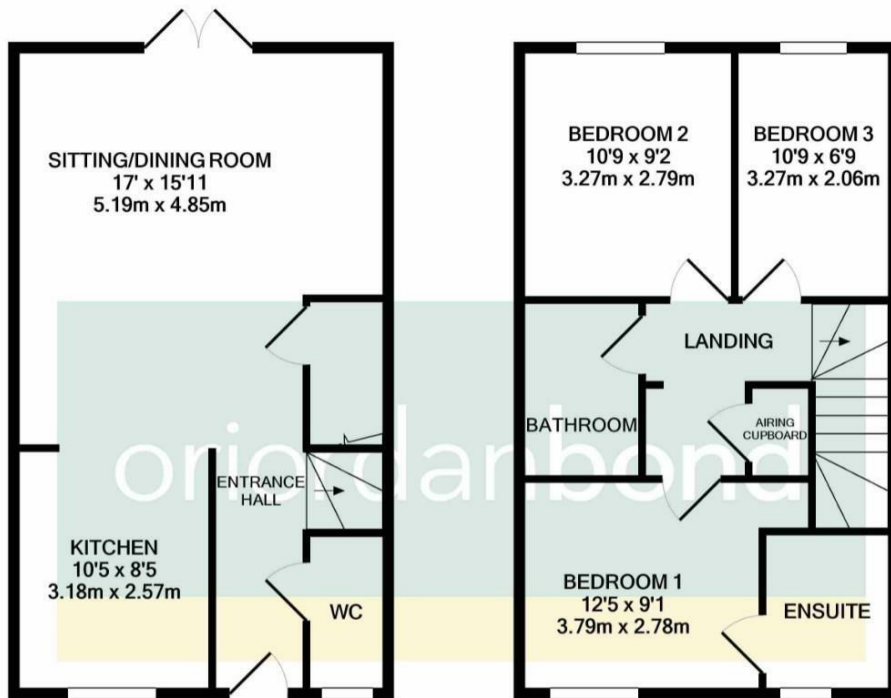 SITTING/DINING ROOM
17' x 15'11
5.19m x 4.85m
KITCHEN
10'5 x 8'5
3.18m x 2.57m
ENTRANCE
HALL
WC
BEDROOM 2
10'9 x 9'2
3.27m x 2.79m
BEDROOM 3
10'9 x 6'9
3.27m x 2.06m
LANDING
BATHROOM
AIRING
CUPBOARD
BEDROOM 1
12'5 x 9'1
3.79m x 2.78m
ENSUITE
oriordanbond